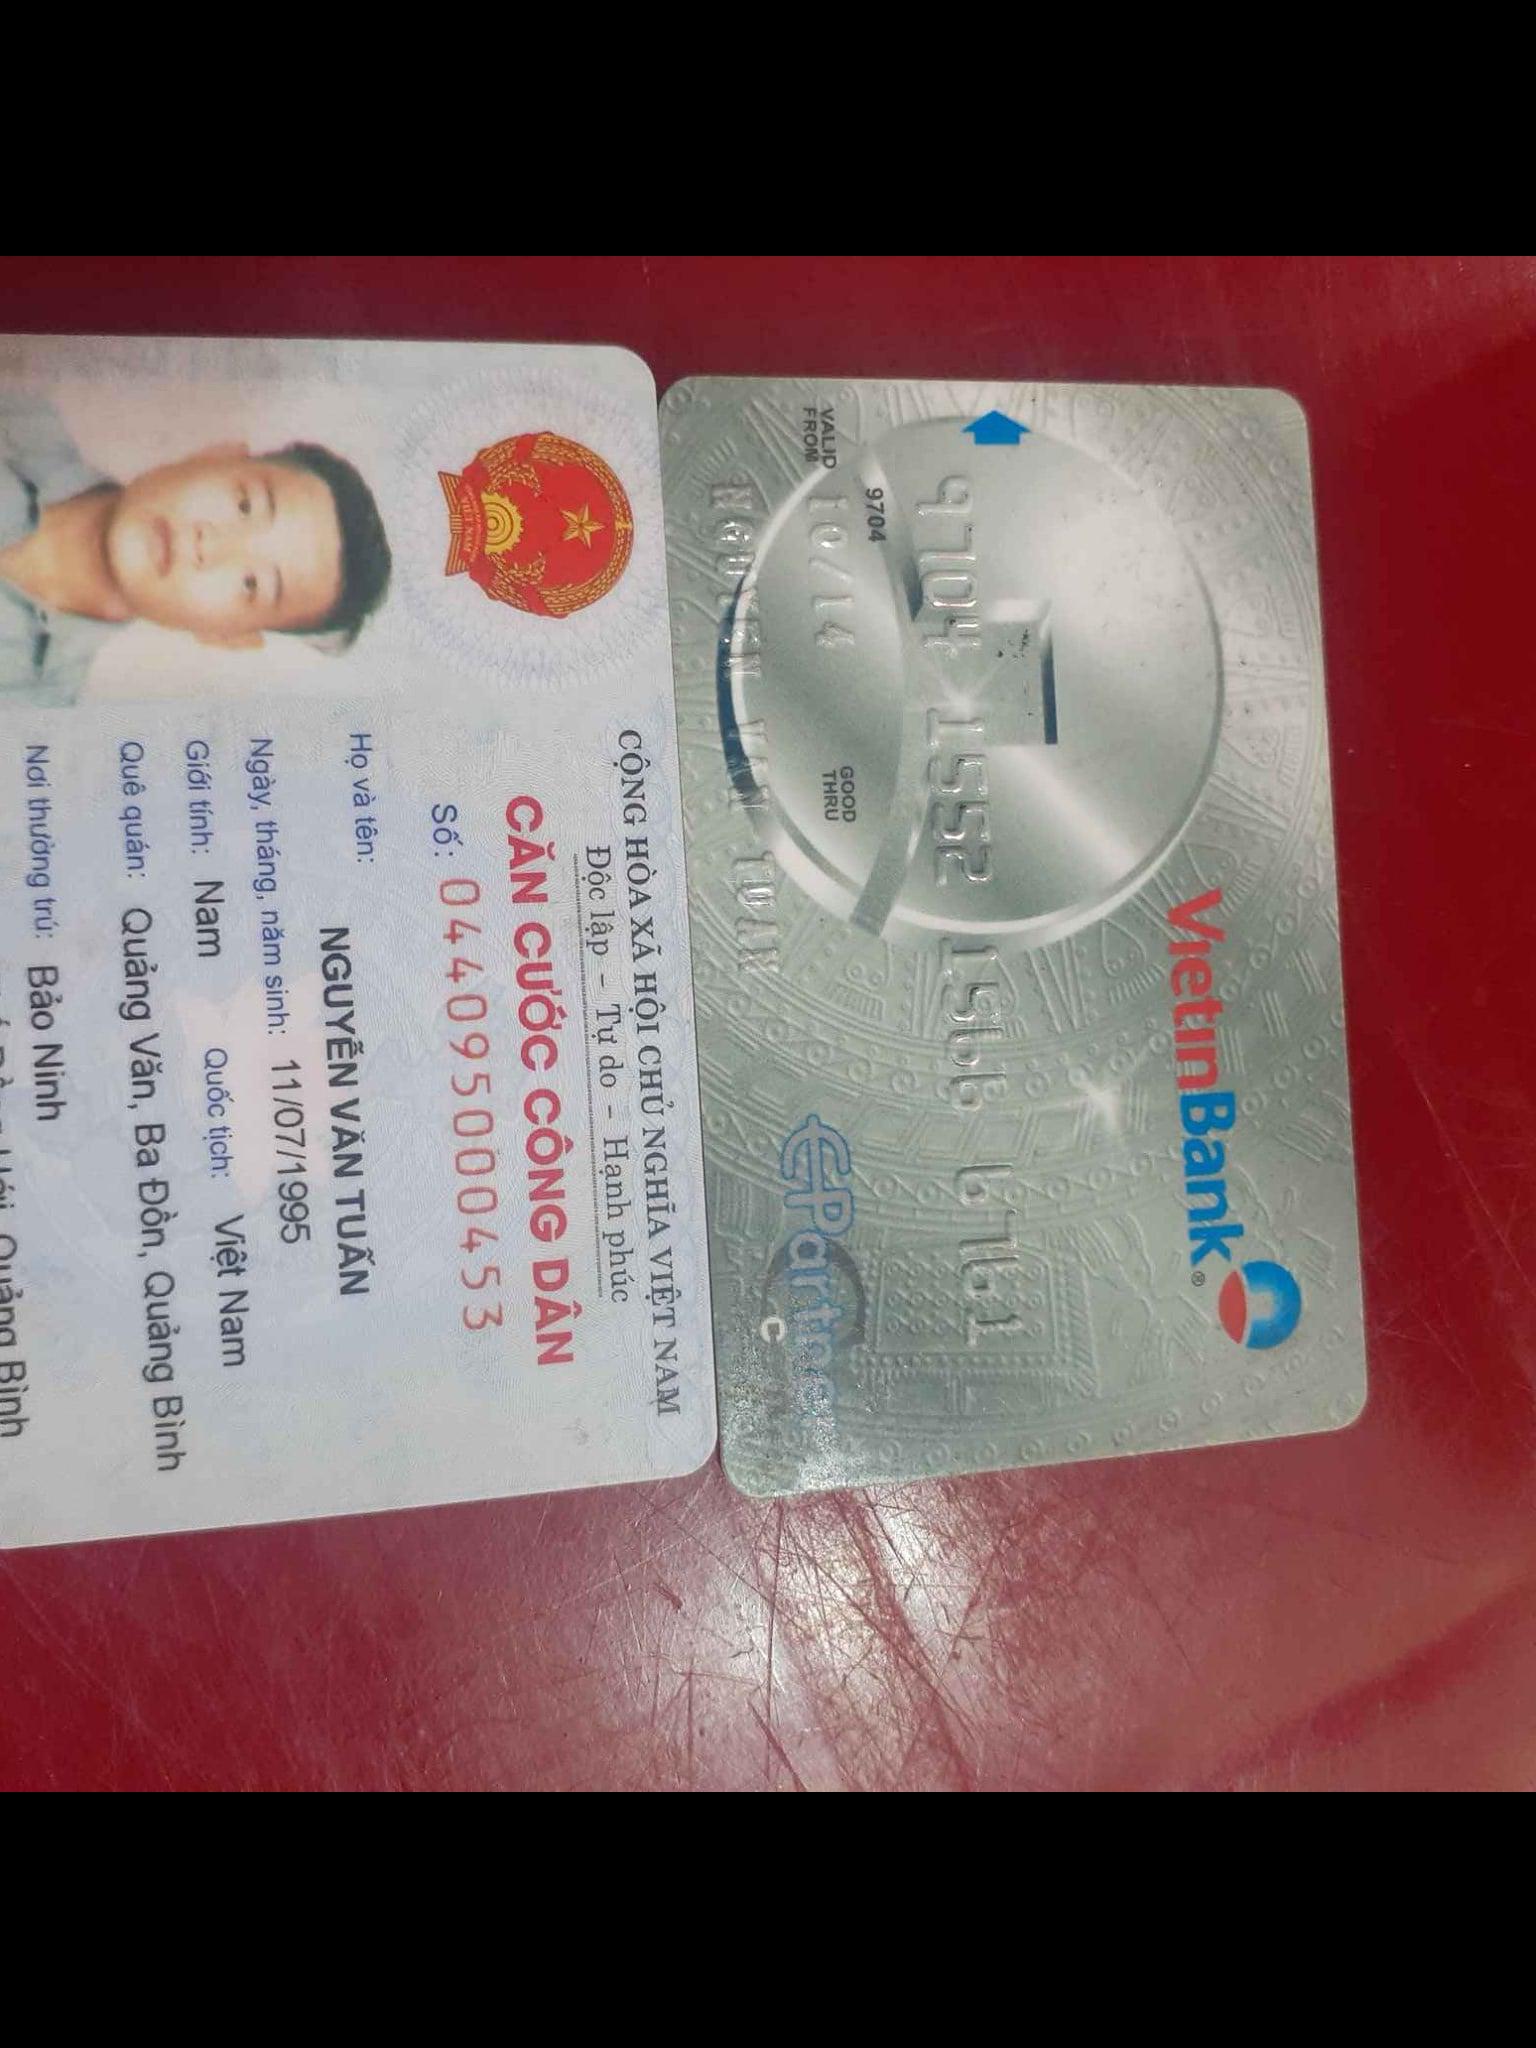 VietinBank
9704 1552 1566 6761
9704
VALID FROM 10/14 GOOD THRU
NGUYEN VAN TUAN
EPartner
C
CỘNG HÒA XÃ HỘI CHỦ NGHĨA VIỆT NAM
Độc lập - Tự do - Hạnh phúc
CĂN CƯỚC CÔNG DÂN
Số: 044095000453
Họ và tên:
NGUYỄN VĂN TUẤN
Ngày, tháng, năm sinh: 11/07/1995
Giới tính: Nam Quốc tịch: Việt Nam
Quê quán: Quảng Văn, Ba Đồn, Quảng Bình
Nơi thường trú: Bảo Ninh
Quảng Bình